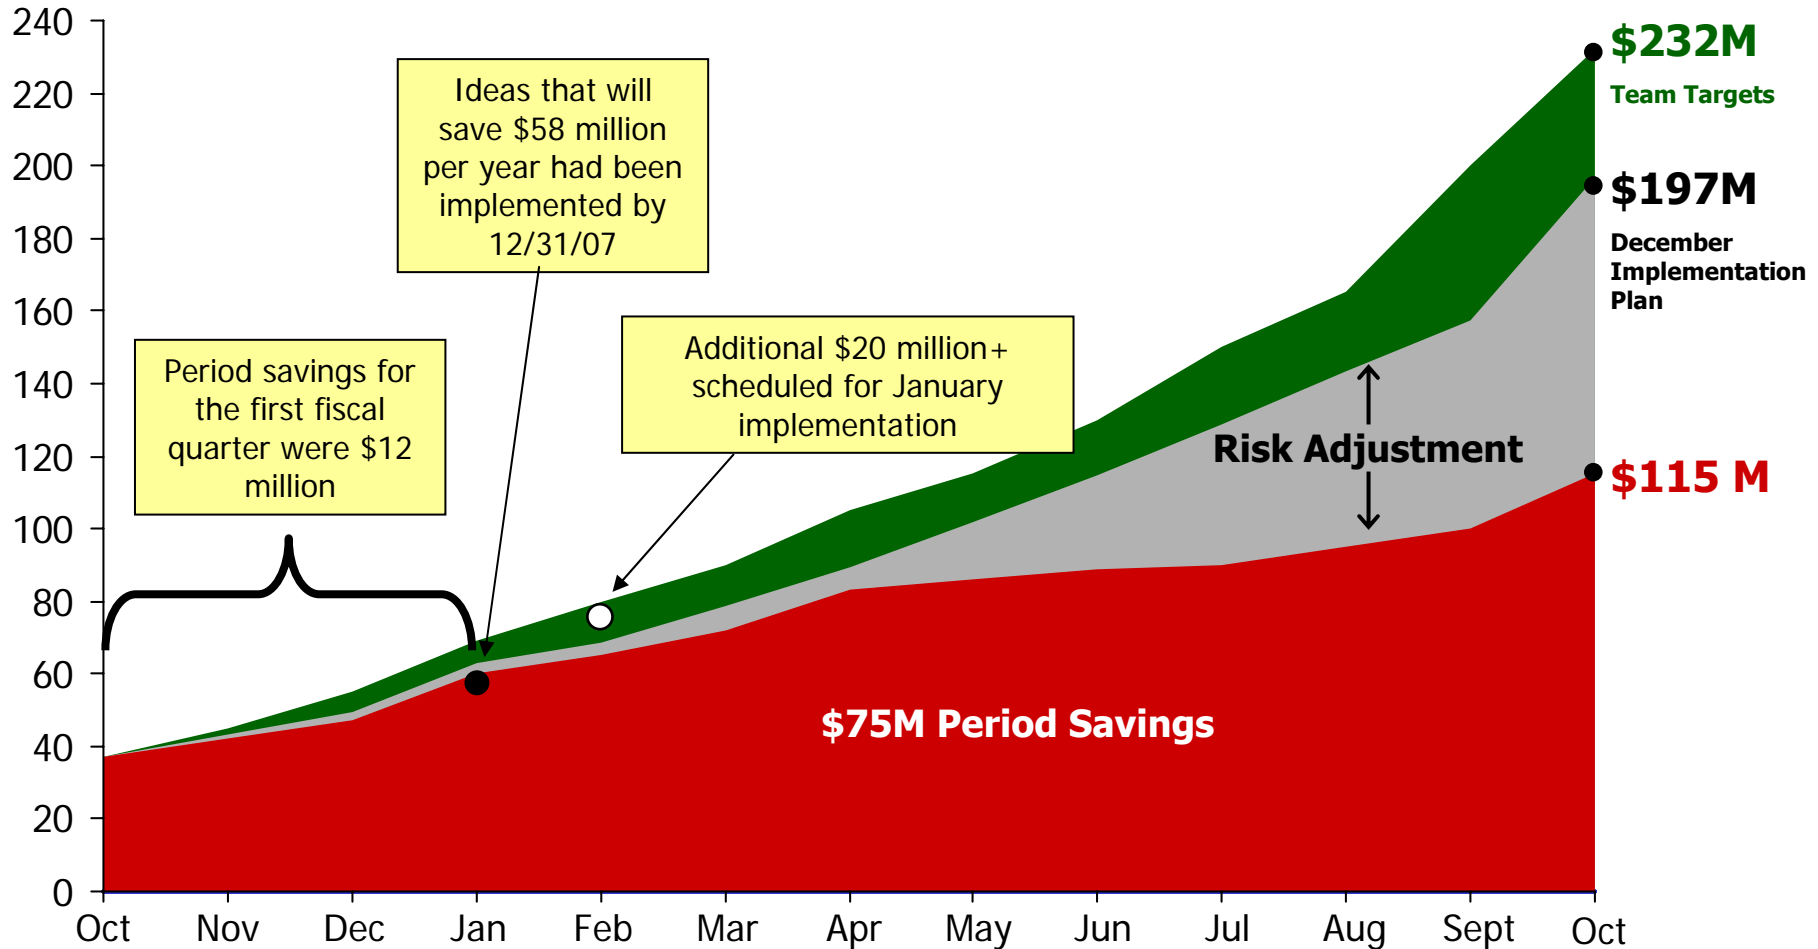 240
220
200
180
160
140
120
100
80
60
40
20
0
Oct
Nov
Dec
Jan
Feb
Mar
Apr
May
Jun
Jul
Aug
Sept
Oct
Period savings for
the first fiscal
quarter were $12
million
Ideas that will
save $58 million
per year had been
implemented by
12/31/07
Additional $20 million+
scheduled for January
implementation
Risk Adjustment
$75M Period Savings
$232M
Team Targets
$197M
December
Implementation
Plan
$115 M